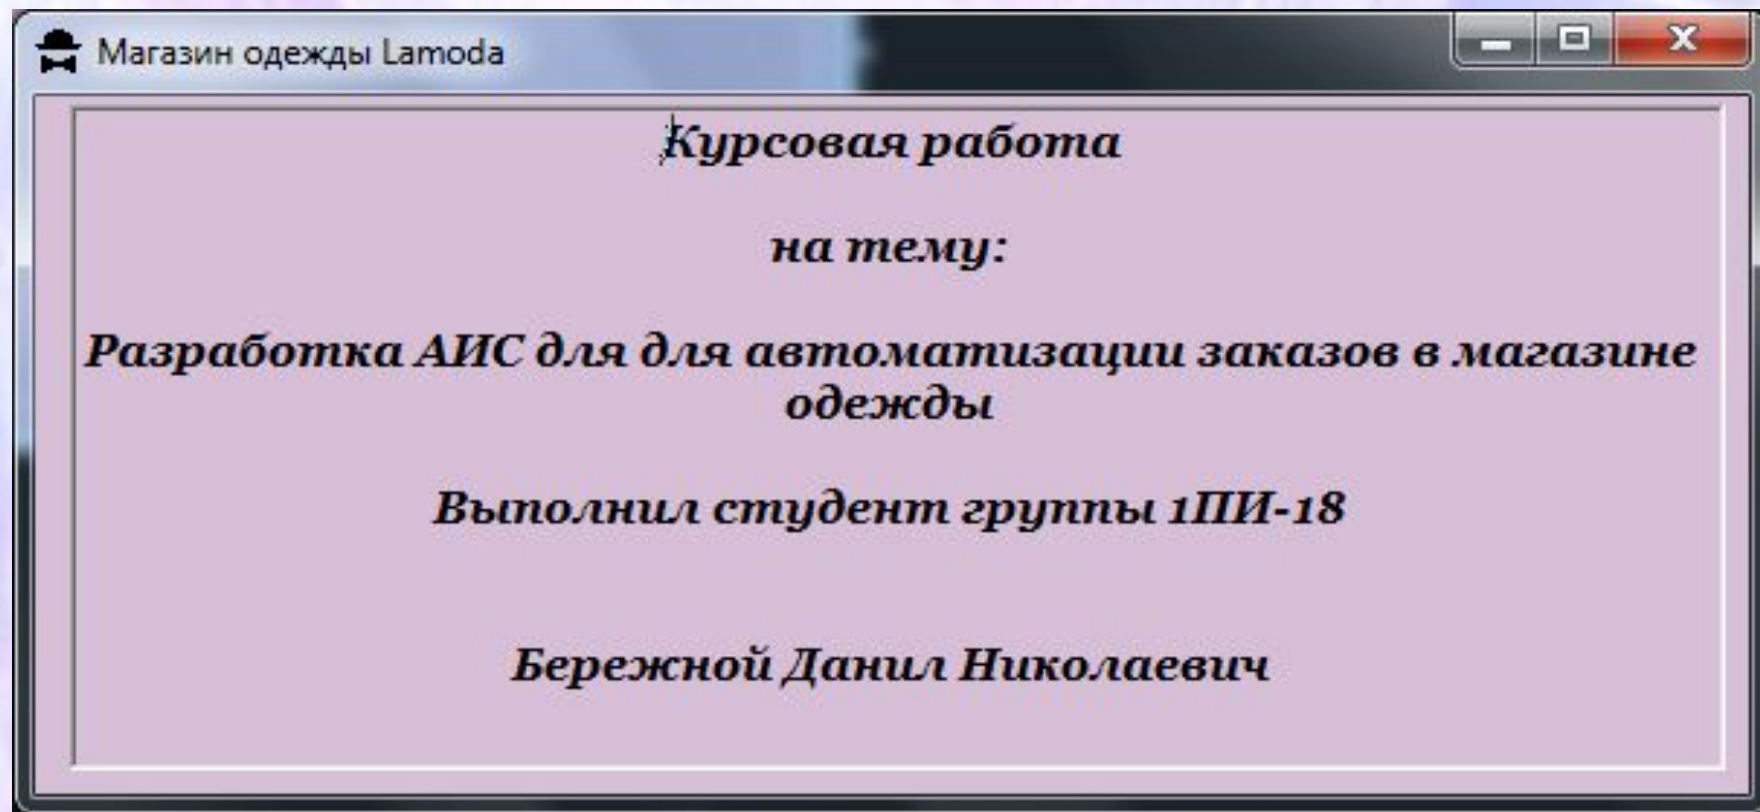 Магазин одежды Lamoda
Курсовая работа
на тему:
Разработка АИС для для автоматизации заказов в магазине
одежды
Выполнил студент группы 1ПИ-18
Бережной Данил Николаевич